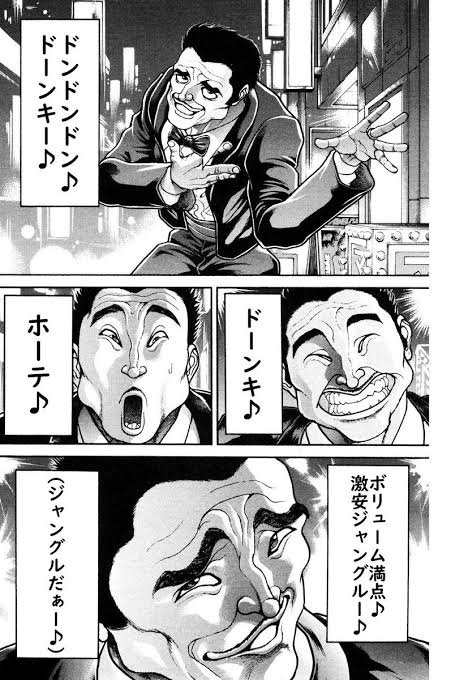 ドンドンドン♪
ドーンキー♪
ドーンキ♪
ホーテ♪
ボリューム満点♪
激安ジャングルー♪
(ジャングルだぁー♪)